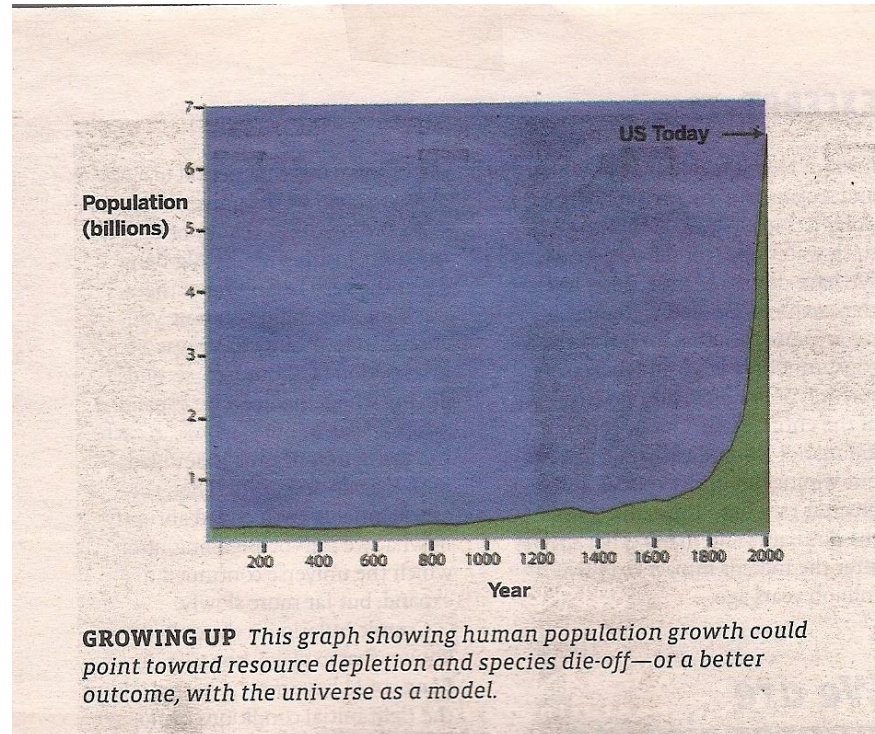 7
US Today
6
Population
(billions)
5
4
3
2
1
200 400 600 800 1000 1200 1400 1600 1800 2000
Year
GROWING UP This graph showing human population growth could
point toward resource depletion and species die-off—or a better
outcome, with the universe as a model.